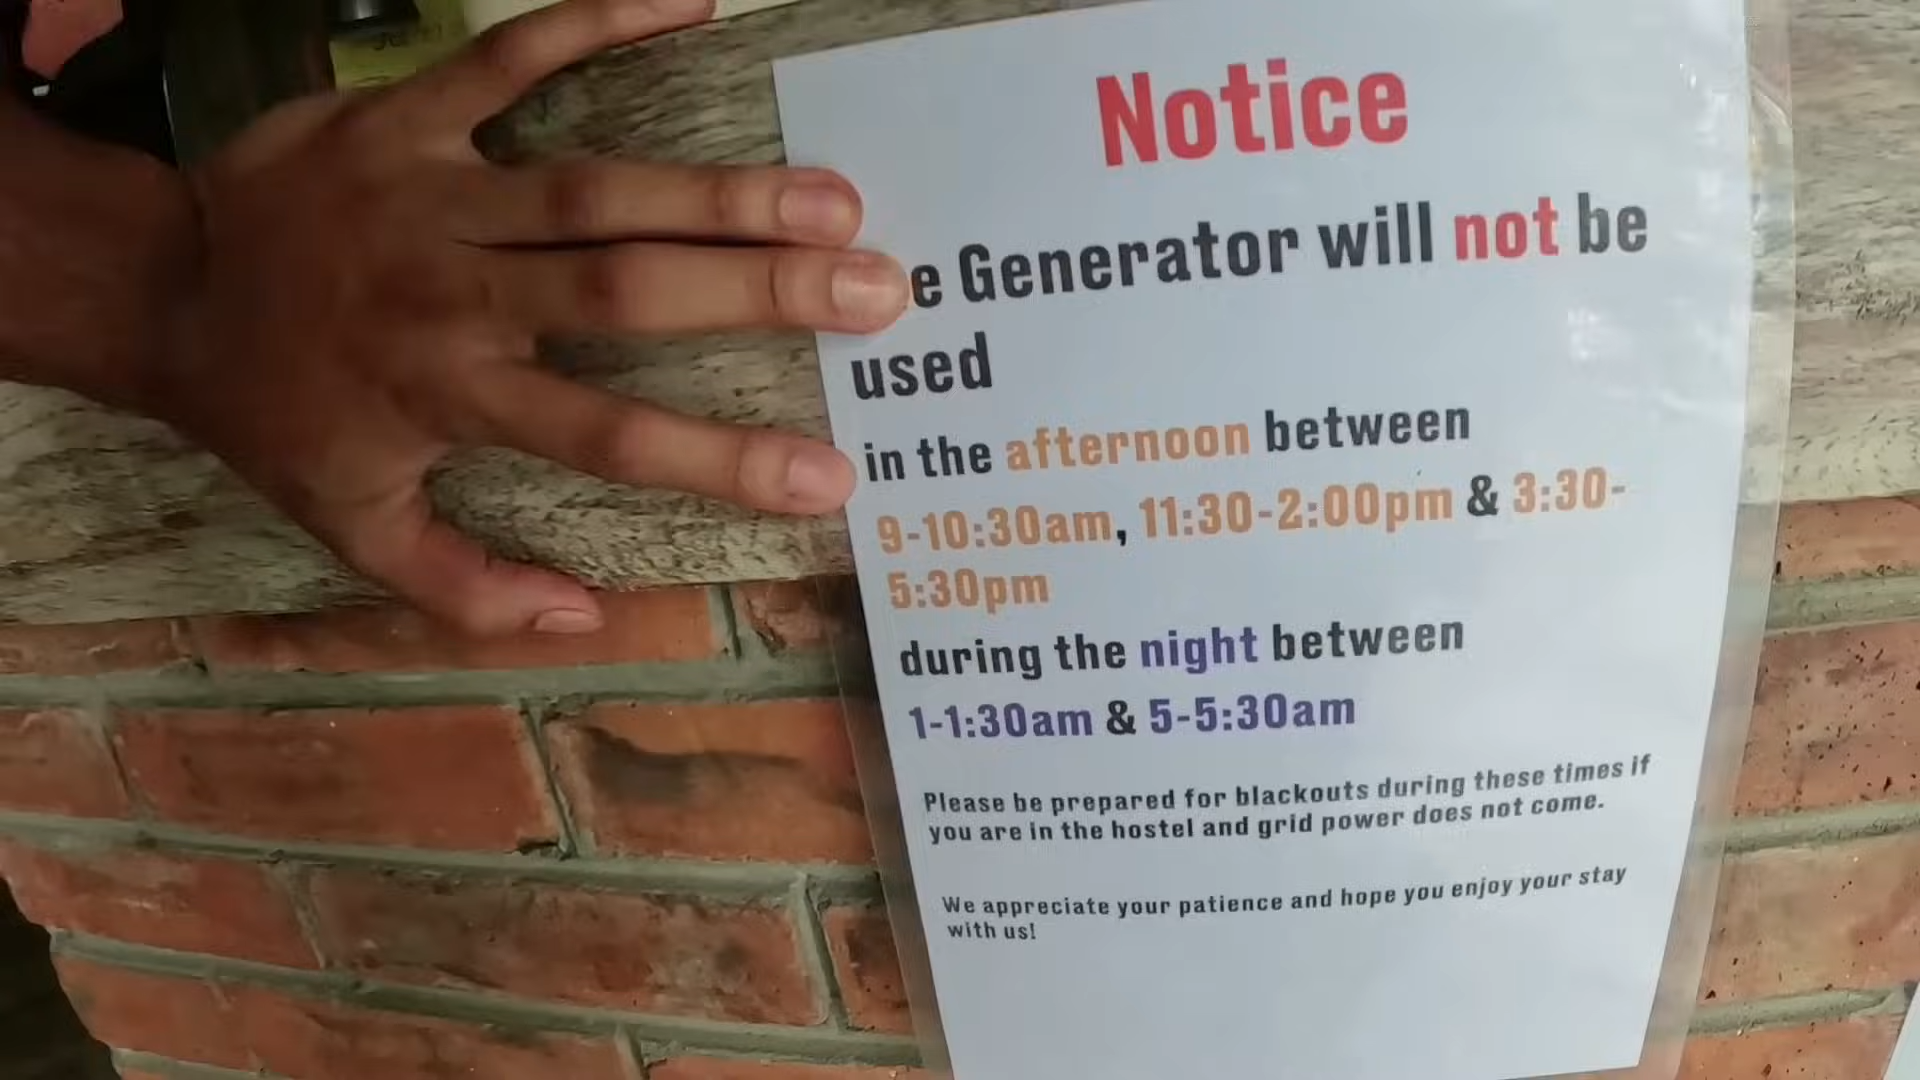 Notice
e Generator will not be
used
in the afternoon between
9-10:30am, 11:30-2:00pm & 3:30-
5:30pm
during the night between
1-1:30am & 5-5:30am
Please be prepared for blackouts during these times if
you are in the hostel and grid power does not come.
We appreciate your patience and hope you enjoy your stay
with us!